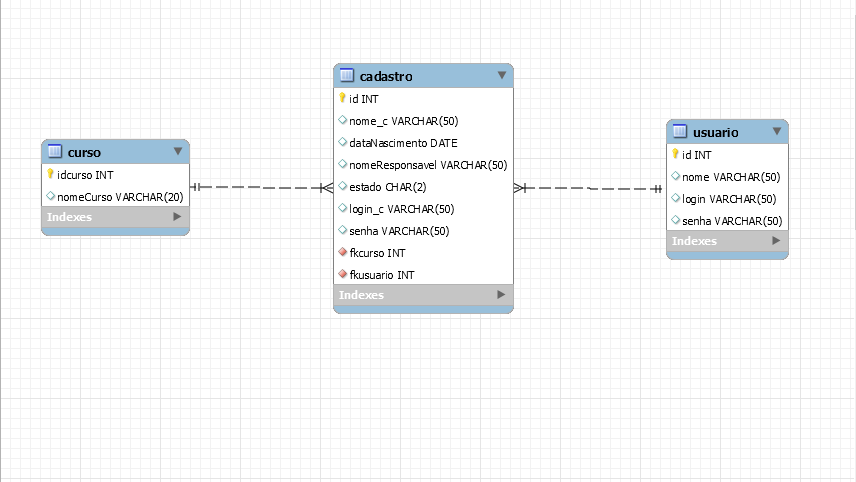 curso
idcurso INT
nomeCurso VARCHAR(20)
Indexes
cadastro
id INT
nome_c VARCHAR(50)
dataNascimento DATE
nomeResponsavel VARCHAR(50)
estado CHAR(2)
login_c VARCHAR(50)
senha VARCHAR(50)
fkcurso INT
fkusuario INT
Indexes
usuario
id INT
nome VARCHAR(50)
login VARCHAR(50)
senha VARCHAR(50)
Indexes